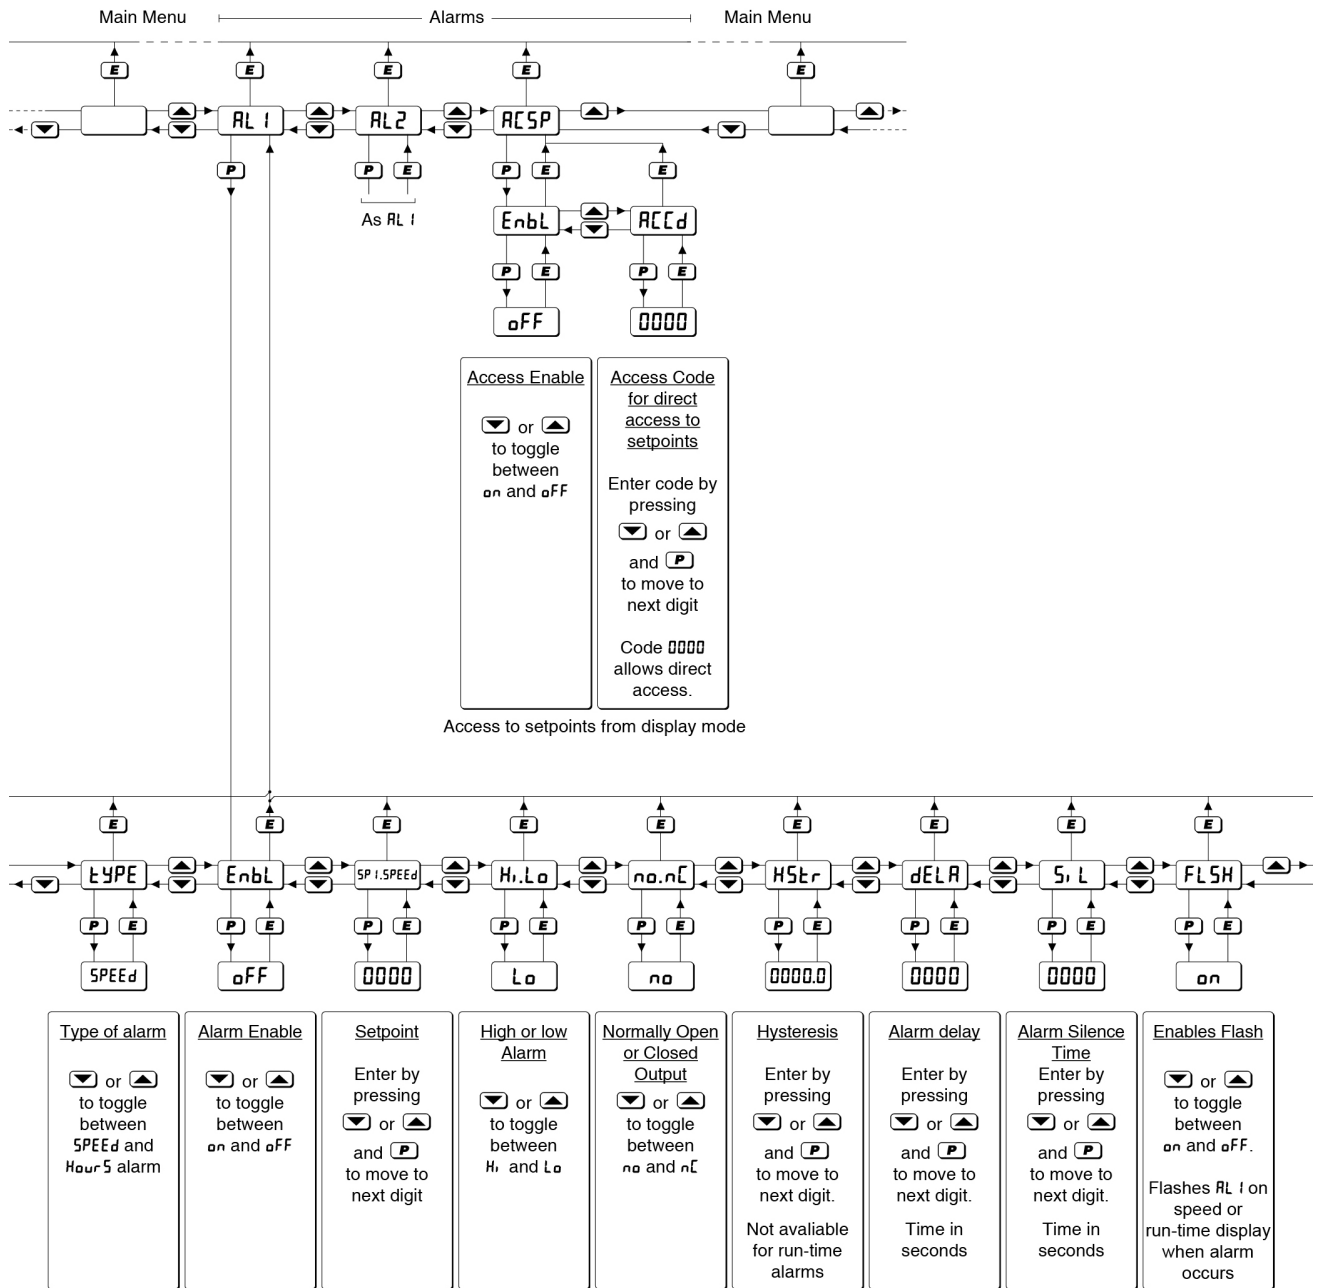 Main Menu Alarms Main Menu
E E E E E
AL1 AL2 ACSP
P P E P E E
As AL1
EnbL ACCd
P E P E
oFF 0000
Access Enable
or
to toggle
between
on and oFF
Access Code
for direct
access to
setpoints
Enter code by
pressing
or
and P
to move to
next digit
Code 0000
allows direct
access.
Access to setpoints from display mode
E E E E E E E E E
tYPE EnbL SP1.SPEEd Hi.Lo no.nC HStr dELA Si L FLSH
P E P E P E P E P E P E P E P E P E
SPEEd oFF 0000 Lo no 0000.0 0000 0000 on
Type of alarm
or
to toggle
between
SPEEd and
HourS alarm
Alarm Enable
or
to toggle
between
on and oFF
Setpoint
Enter by
pressing
or
and P
to move to
next digit
High or low
Alarm
or
to toggle
between
Hi and Lo
Normally Open
or Closed
Output
or
to toggle
between
no and nC
Hysteresis
Enter by
pressing
or
and P
to move to
next digit.
Not avaliable
for run-time
alarms
Alarm delay
Enter by
pressing
or
and P
to move to
next digit.
Time in
seconds
Alarm Silence
Time
Enter by
pressing
or
and P
to move to
next digit.
Time in
seconds
Enables Flash
or
to toggle
between
on and oFF.
Flashes AL1 on
speed or
run-time display
when alarm
occurs